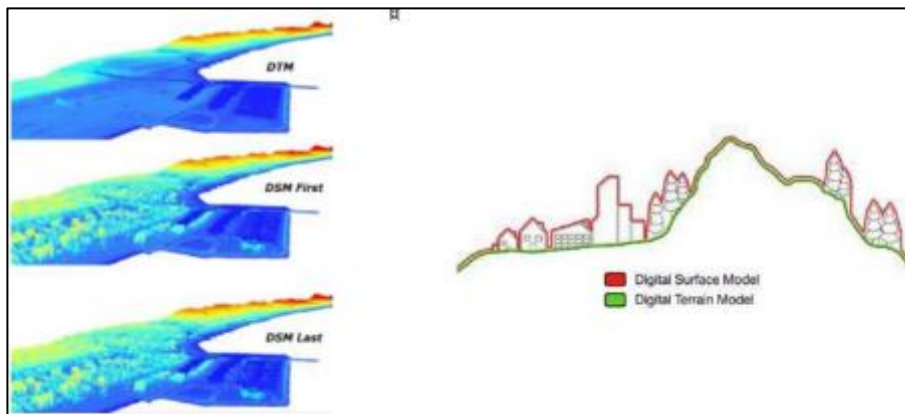 DTM
DSM First
DSM Last
Digital Surface Model
Digital Terrain Model